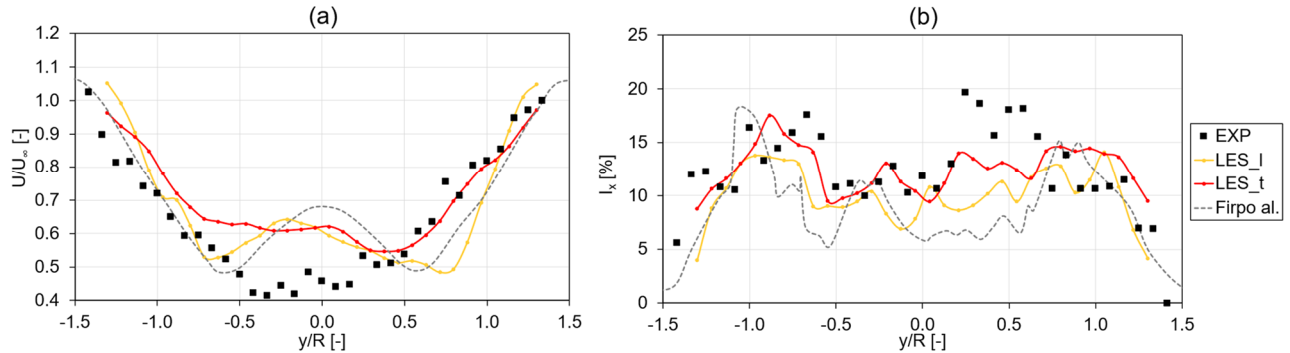 (a)
U/U∞ [-]
1.2
1.1
1.0
0.9
0.8
0.7
0.6
0.5
0.4
-1.5 -1.0 -0.5 0.0 0.5 1.0 1.5
y/R [-]
(b)
Ix [%]
25
20
15
10
5
0
-1.5 -1.0 -0.5 0.0 0.5 1.0 1.5
y/R [-]
EXP
LES_l
LES_t
Firpo al.